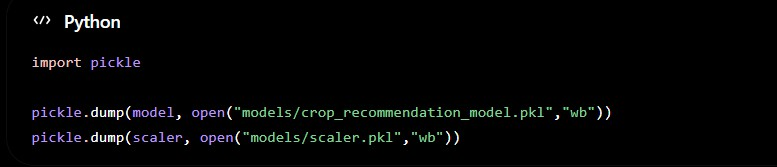 </> Python
import pickle
pickle.dump(model, open("models/crop_recommendation_model.pkl","wb"))
pickle.dump(scaler, open("models/scaler.pkl","wb"))